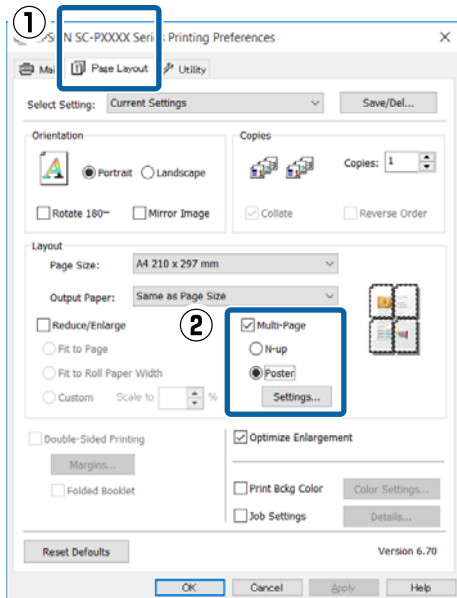 ①
EPSON SC-PXXXX Series Printing Preferences
Main Page Layout Utility
Select Setting: Current Settings Save/Del...
Orientation Copies
Portrait Landscape Copies: 1
Rotate 180° Mirror Image Collate Reverse Order
Layout
Page Size: A4 210 x 297 mm
Output Paper: Same as Page Size
②
Reduce/Enlarge Multi-Page
Fit to Page N-up
Fit to Roll Paper Width Poster
Custom Scale to % Settings...
Double-Sided Printing Optimize Enlargement
Margins...
Folded Booklet Print Bckg Color Color Settings...
Job Settings Details...
Reset Defaults Version 6.70
OK Cancel Apply Help